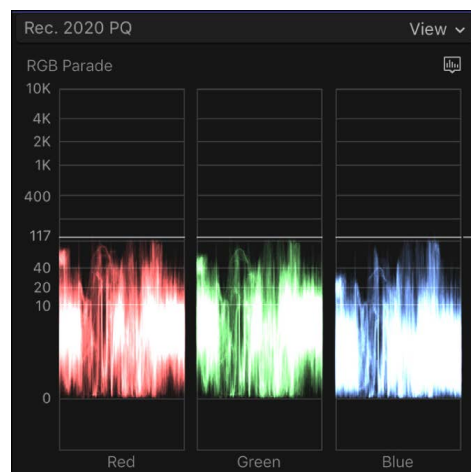 Rec. 2020 PQ View
RGB Parade
10K
4K
2K
1K
400
117
40
20
10
0
Red Green Blue